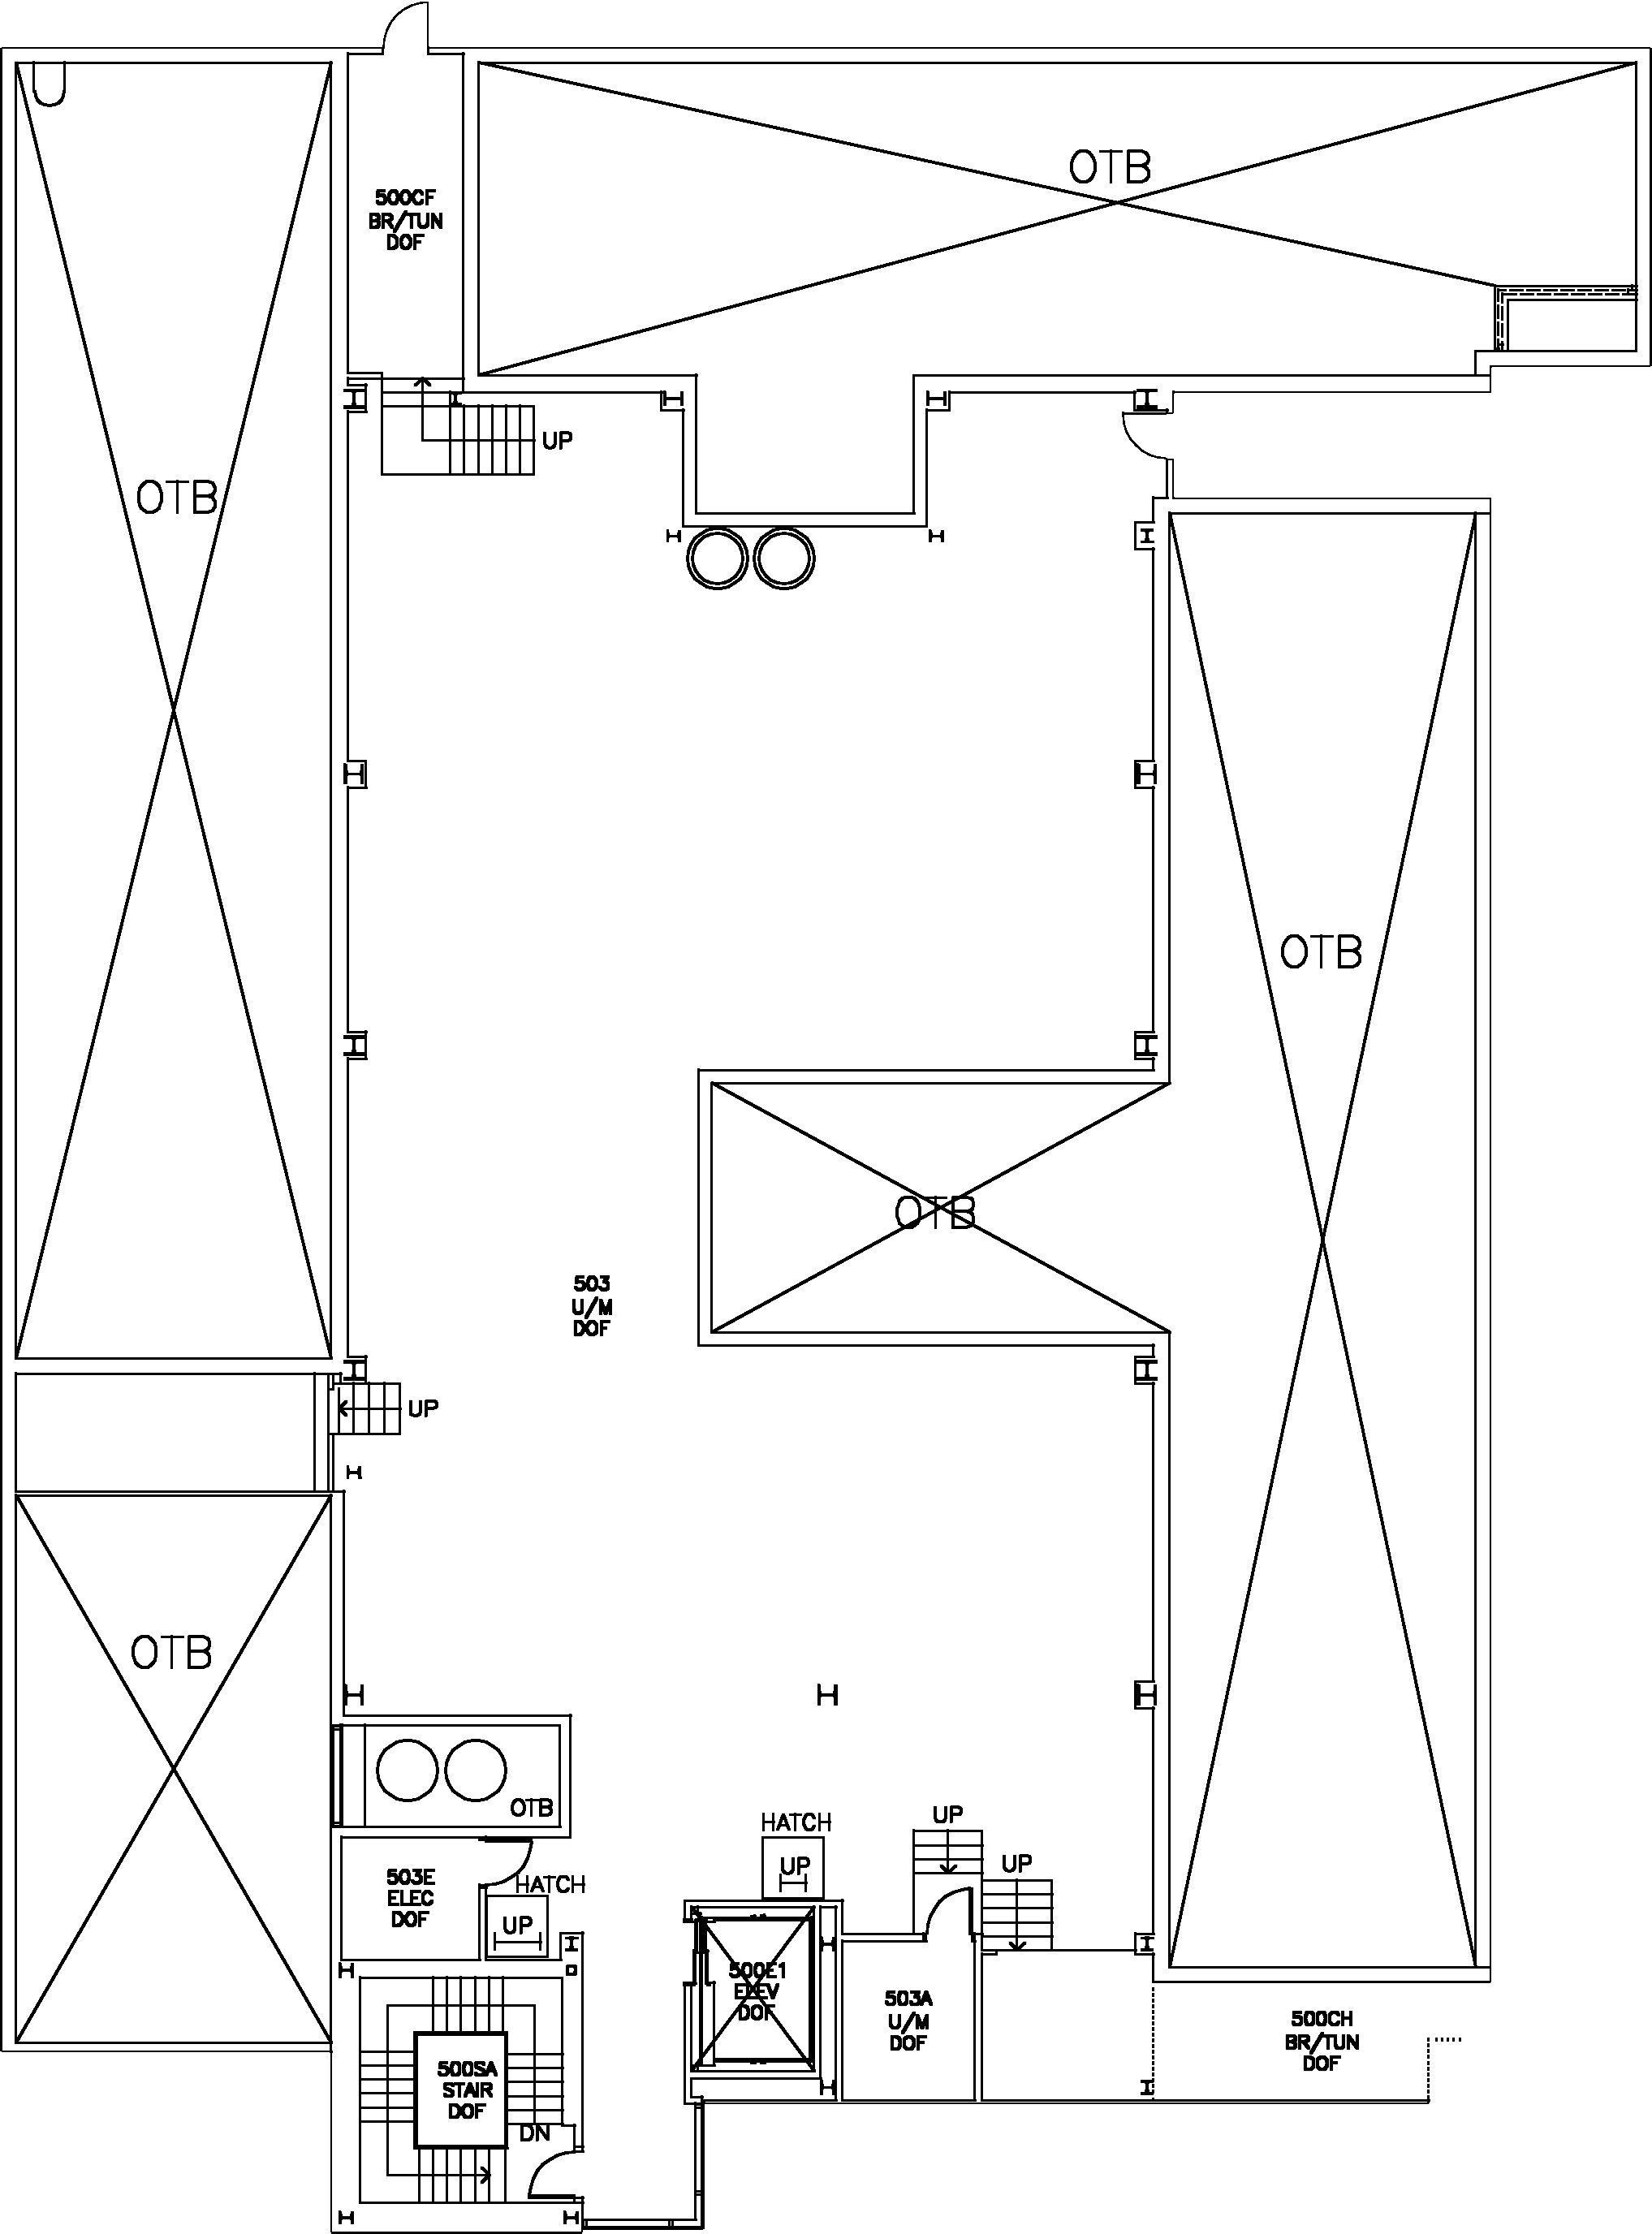 OTB
500CF
BR/TUN
DOF
UP
OTB
OTB
OTB
503
U/M
DOF
UP
OTB
OTB
HATCH
UP
UP
UP
503E
ELEC
DOF
HATCH
UP
500E1
ELEV
DOF
503A
U/M
DOF
500CH
BR/TUN
DOF
500SA
STAIR
DOF
DN